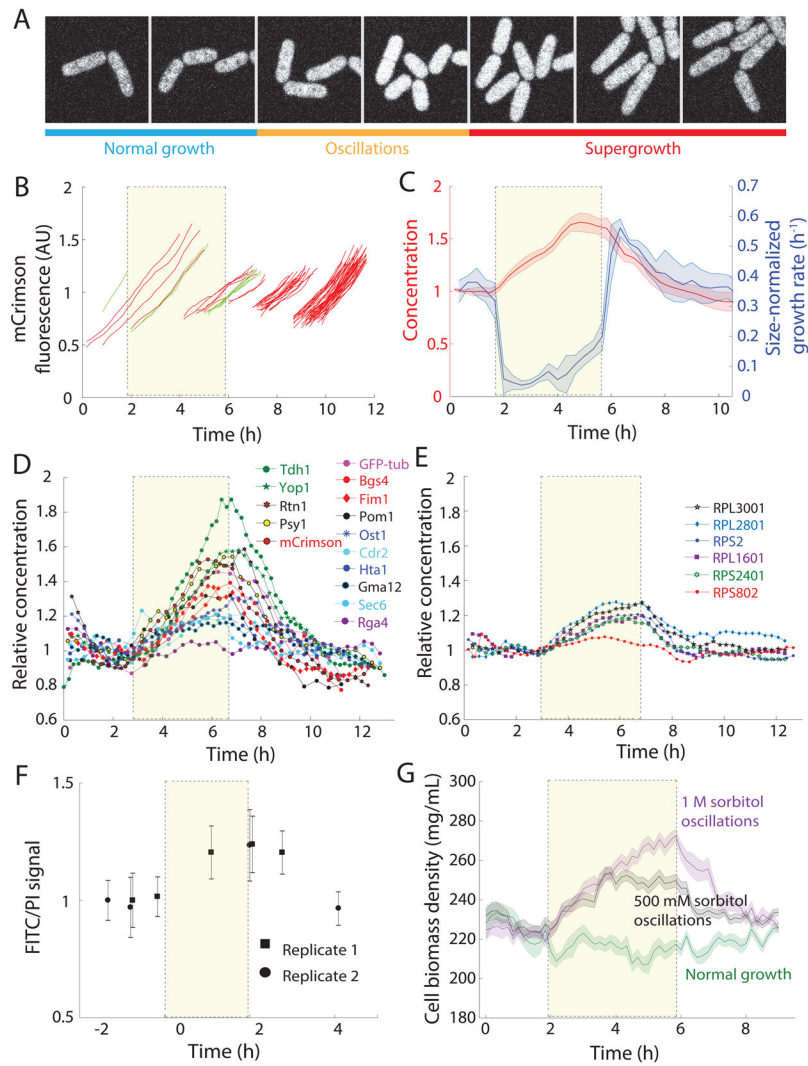 A
Normal growth
Oscillations
Supergrowth
B
2
1.5
1
0.5
0
mCrimson
fluorescence (AU)
0
2
4
6
8
10
12
Time (h)
C
2
1.5
1
0.5
0
Concentration
0.7
0.6
0.5
0.4
0.3
0.2
0.1
0
Size-normalized
growth rate (h⁻¹)
0
2
4
6
8
10
Time (h)
D
2
1.8
1.6
1.4
1.2
1
0.8
0.6
Relative concentration
Tdh1
Yop1
Rtn1
Psy1
mCrimson
GFP-tub
Bgs4
Fim1
Pom1
Ost1
Cdr2
Hta1
Gma12
Sec6
Rga4
0
2
4
6
8
10
12
Time (h)
E
2
1.8
1.6
1.4
1.2
1
0.8
0.6
Relative concentration
RPL3001
RPL2801
RPS2
RPL1601
RPS2401
RPS802
0
4
6
8
10
12
Time (h)
F
1.5
1
0.5
FITC/PI signal
Replicate 1
Replicate 2
-2
0
2
4
Time (h)
G
300
280
260
240
220
200
180
Cell biomass density (mg/mL)
1 M sorbitol
oscillations
500 mM sorbitol
oscillations
Normal growth
0
2
4
6
8
Time (h)